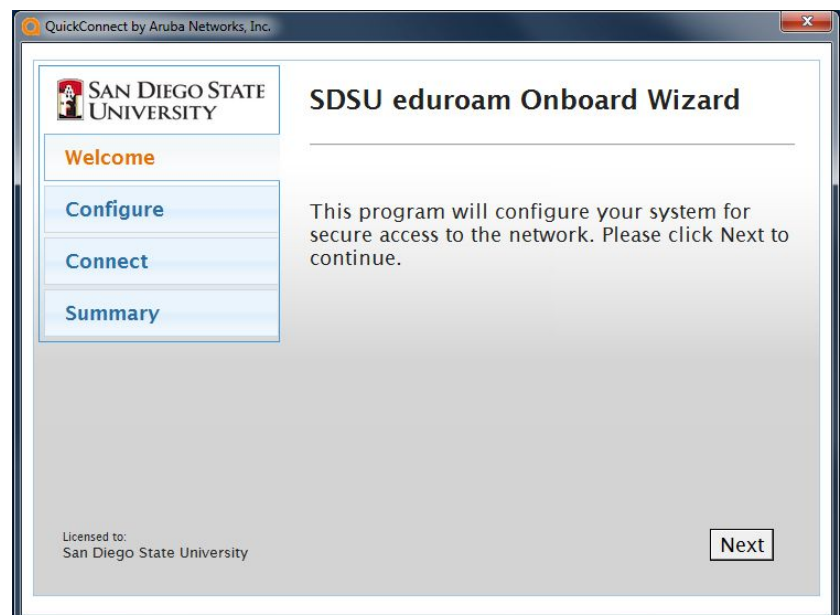 QuickConnect by Aruba Networks, Inc.
SAN DIEGO STATE
UNIVERSITY
SDSU eduroam Onboard Wizard
Welcome
Configure
Connect
Summary
This program will configure your system for
secure access to the network. Please click Next to
continue.
Licensed to:
San Diego State University
Next